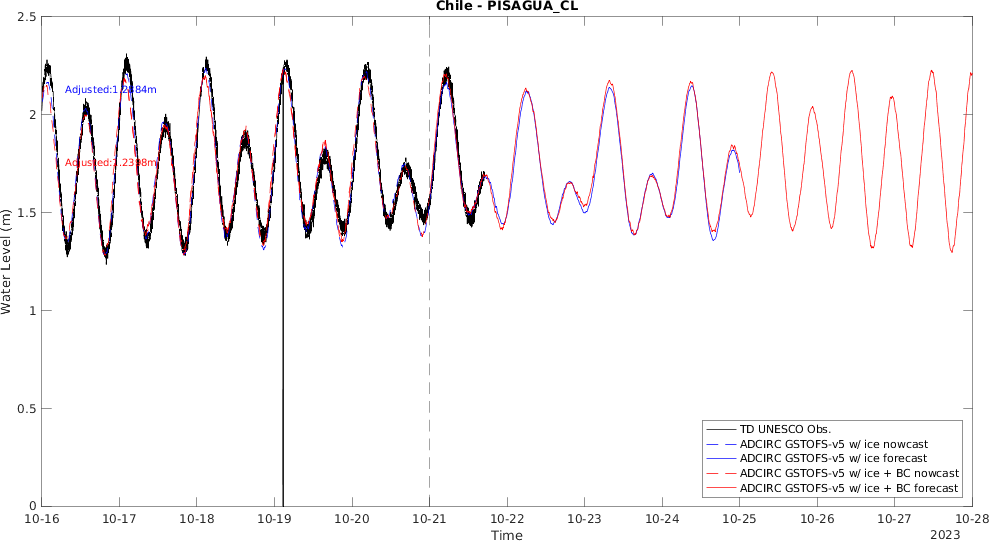 Chile - PISAGUA_CL
2.5
2
1.5
1
0.5
0
Water Level (m)
Adjusted:1.2884m
Adjusted:1.2398m
TD UNESCO Obs.
ADCIRC GSTOFS-v5 w/ ice nowcast
ADCIRC GSTOFS-v5 w/ ice forecast
ADCIRC GSTOFS-v5 w/ ice + BC nowcast
ADCIRC GSTOFS-v5 w/ ice + BC forecast
10-16 10-17 10-18 10-19 10-20 10-21 10-22 10-23 10-24 10-25 10-26 10-27 10-28
Time
2023